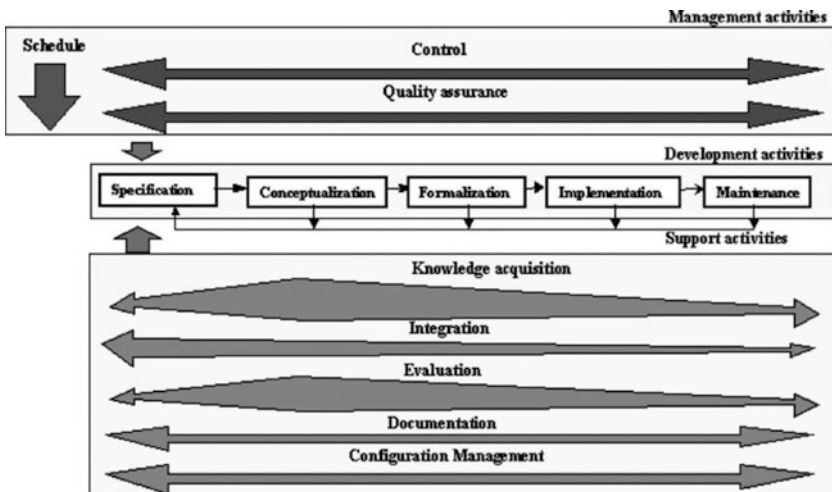 Management activities
Schedule
Control
Quality assurance
Development activities
Specification
Conceptualization
Formalization
Implementation
Maintenance
Support activities
Knowledge acquisition
Integration
Evaluation
Documentation
Configuration Management